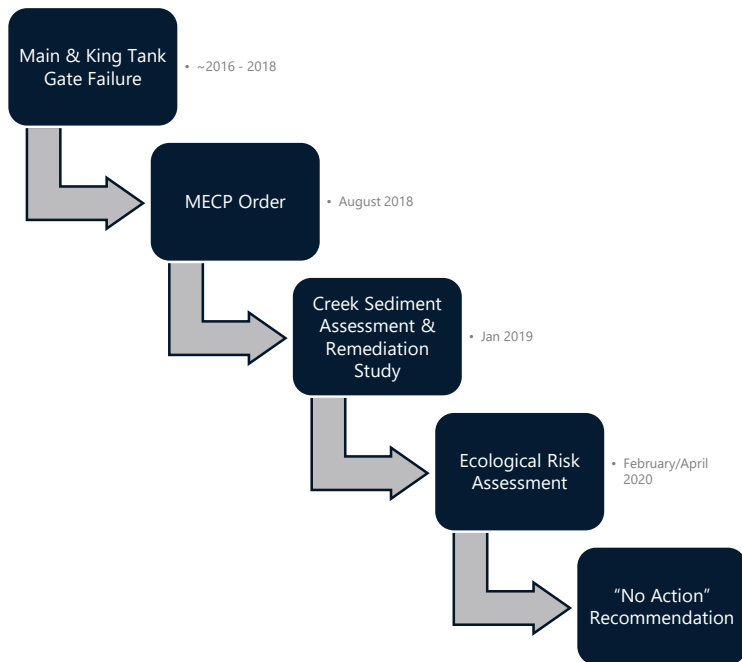 Main & King Tank
Gate Failure
• ~2016 - 2018
MECP Order
• August 2018
Creek Sediment
Assessment &
Remediation
Study
• Jan 2019
Ecological Risk
Assessment
• February/April
2020
“No Action”
Recommendation